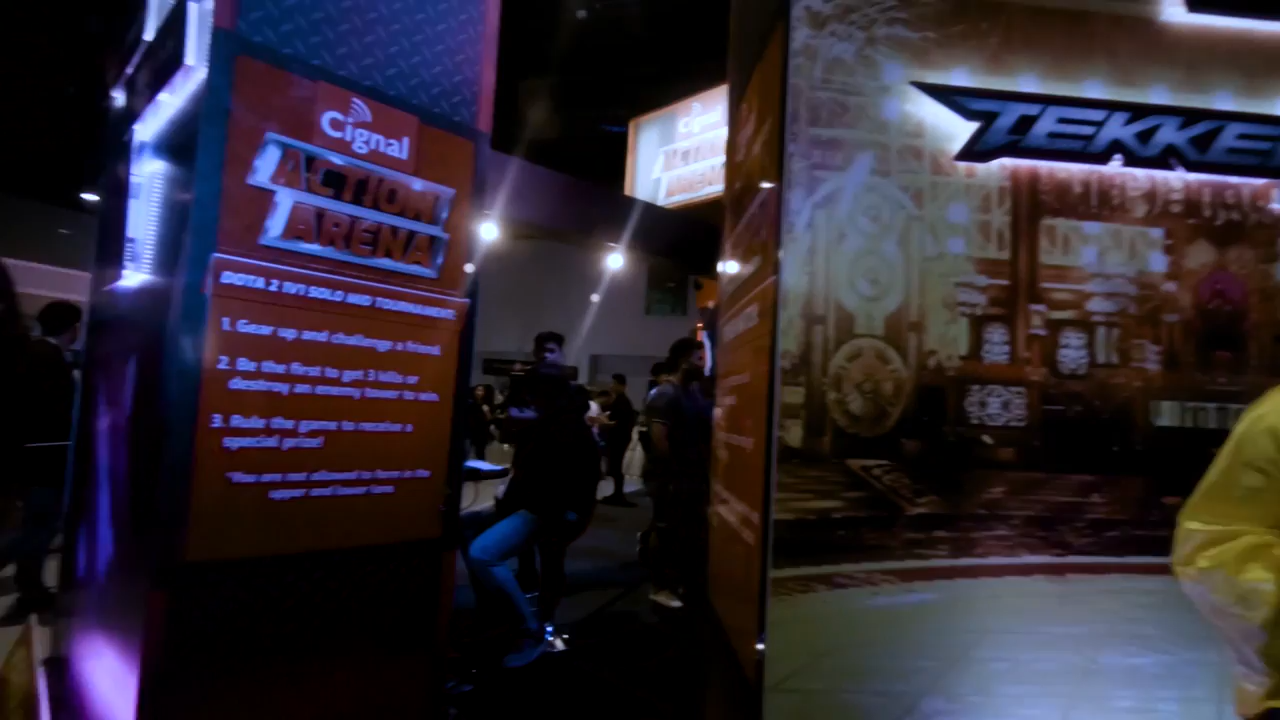 Cignal
ACTION
ARENA
DOTA 2 1V1 SOLO MID TOURNAMENT:
1. Gear up and challenge a friend.
2. Be the first to get 3 kills or
destroy an enemy tower to win.
3. Rule the game to receive a
special prize!
*You are not allowed to farm in the
upper and lower lane
Cignal
ACTION
ARENA
TEKKE